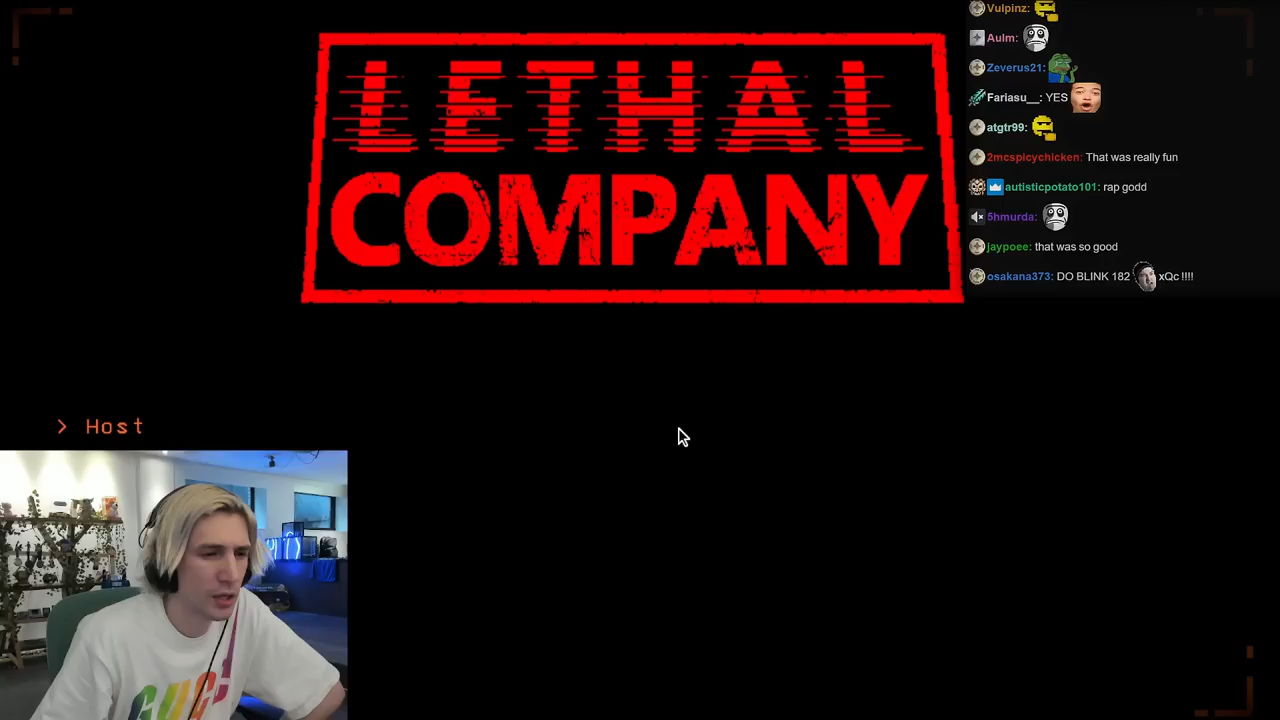 LETHAL
COMPANY
Vulpinz:
Aulm:
Zeverus21:
Fariasu__: YES
atgtr99:
2mcspicychicken: That was really fun
autisticpotato101: rap godd
5hmurda:
jaypoee: that was so good
osakana373: DO BLINK 182 xQc !!!!
> Host
GUCCI